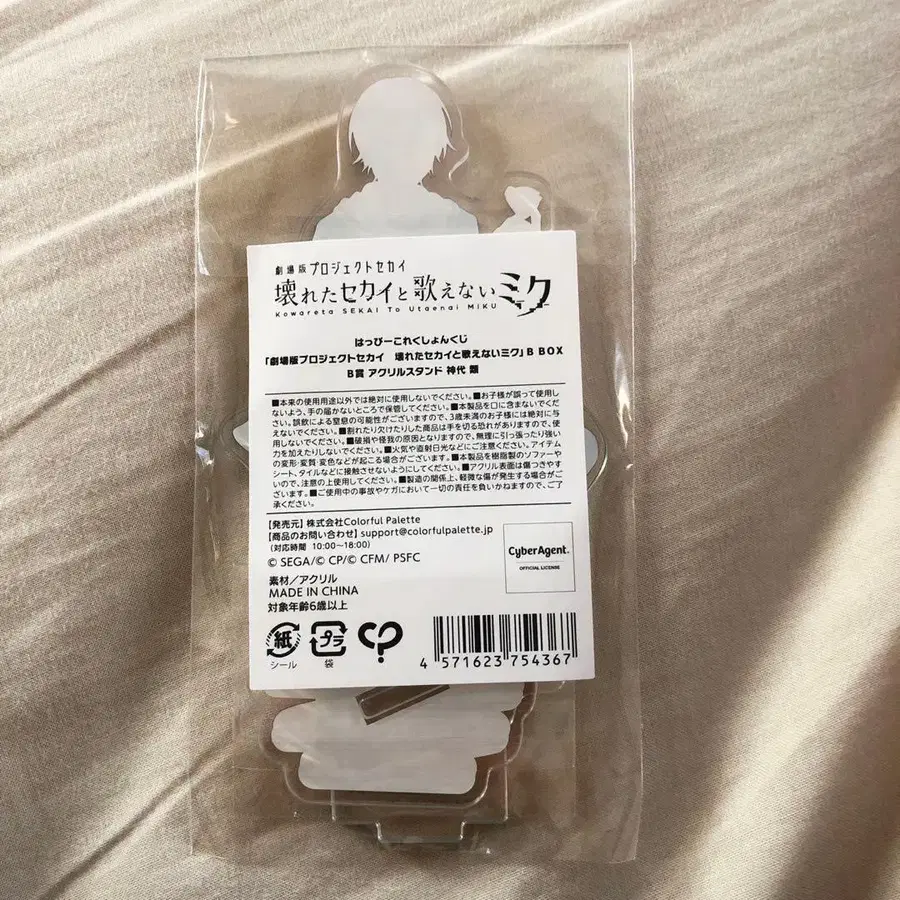 劇場版プロジェクトセカイ
壊れたセカイと歌えないミク
Kowareta SEKAI To Utaenai MiKU
はっぴーこれくしょんくじ
「劇場版プロジェクトセカイ　壊れたセカイと歌えないミク」B BOX
B賞 アクリルスタンド 神代 類
■本来の使用用途以外では絶対に使用しないでください。■お子様が誤って使用し
ないよう、手の届かないところで保管してください。■本製品を口に含まないでくださ
い。誤飲による窒息の可能性がございますので、3歳未満のお子様には絶対に与
えないでください。■割れたり欠けたりした商品は手を切る恐れがありますので、使
用しないでください。■破損や怪我の原因となりますので、無理に引っ張ったり強い
力を加えたりしないでください。■火気や直射日光などにご注意ください。アイテム
の変形・変質・変色などが起こる場合がございます。■本製品を樹脂製のソファーや
シート、タイルなどに接触させないようにしてください。■アクリル表面は傷つきやす
いので、注意の上使用してください。■製造の関係上、軽微な傷が発生する場合がご
ざいます。■ご使用中の事故やケガにおいて一切の責任を負いかねますので、ご了
承ください。
【発売元】株式会社Colorful Palette
【商品のお問い合わせ】support@colorfulpalette.jp
(対応時間 10:00~18:00)
© SEGA/© CP/© CFM/ PSFC
CyberAgent®
OFFICIAL LICENSE
素材／アクリル
MADE IN CHINA
対象年齢6歳以上
紙
シール
プラ
袋
4 571623 754367